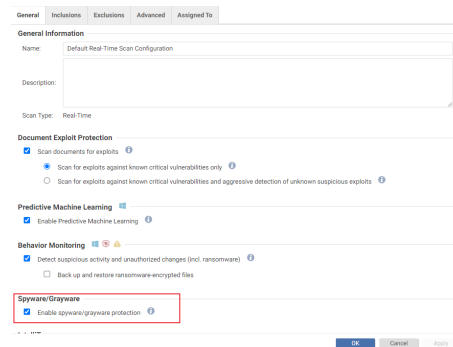 General Inclusions Exclusions Advanced Assigned To
General Information
Name: Default Real-Time Scan Configuration
Description:
Scan Type: Real-Time
Document Exploit Protection
Scan documents for exploits
Scan for exploits against known critical vulnerabilities only
Scan for exploits against known critical vulnerabilities and aggressive detection of unknown suspicious exploits
Predictive Machine Learning
Enable Predictive Machine Learning
Behavior Monitoring
Detect suspicious activity and unauthorized changes (incl. ransomware)
Back up and restore ransomware-encrypted files
Spyware/Grayware
Enable spyware/grayware protection
OK Cancel Apply